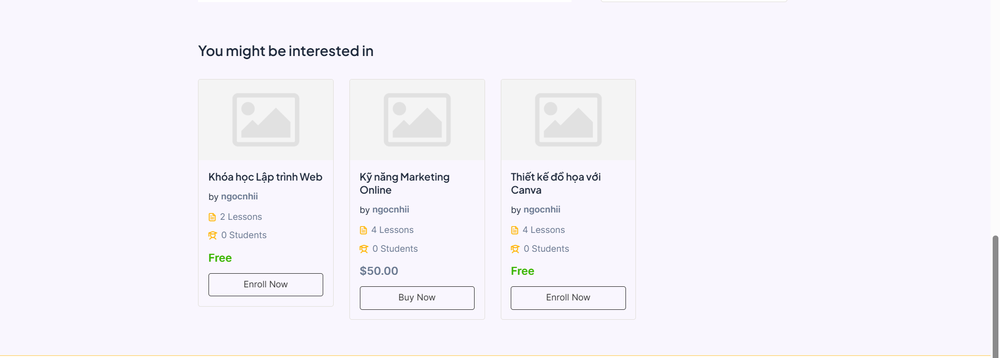 You might be interested in
Khóa học Lập trình Web
by ngocnhii
2 Lessons
0 Students
Free
Enroll Now
Kỹ năng Marketing
Online
by ngocnhii
4 Lessons
0 Students
$50.00
Buy Now
Thiết kế đồ họa với
Canva
by ngocnhii
4 Lessons
0 Students
Free
Enroll Now